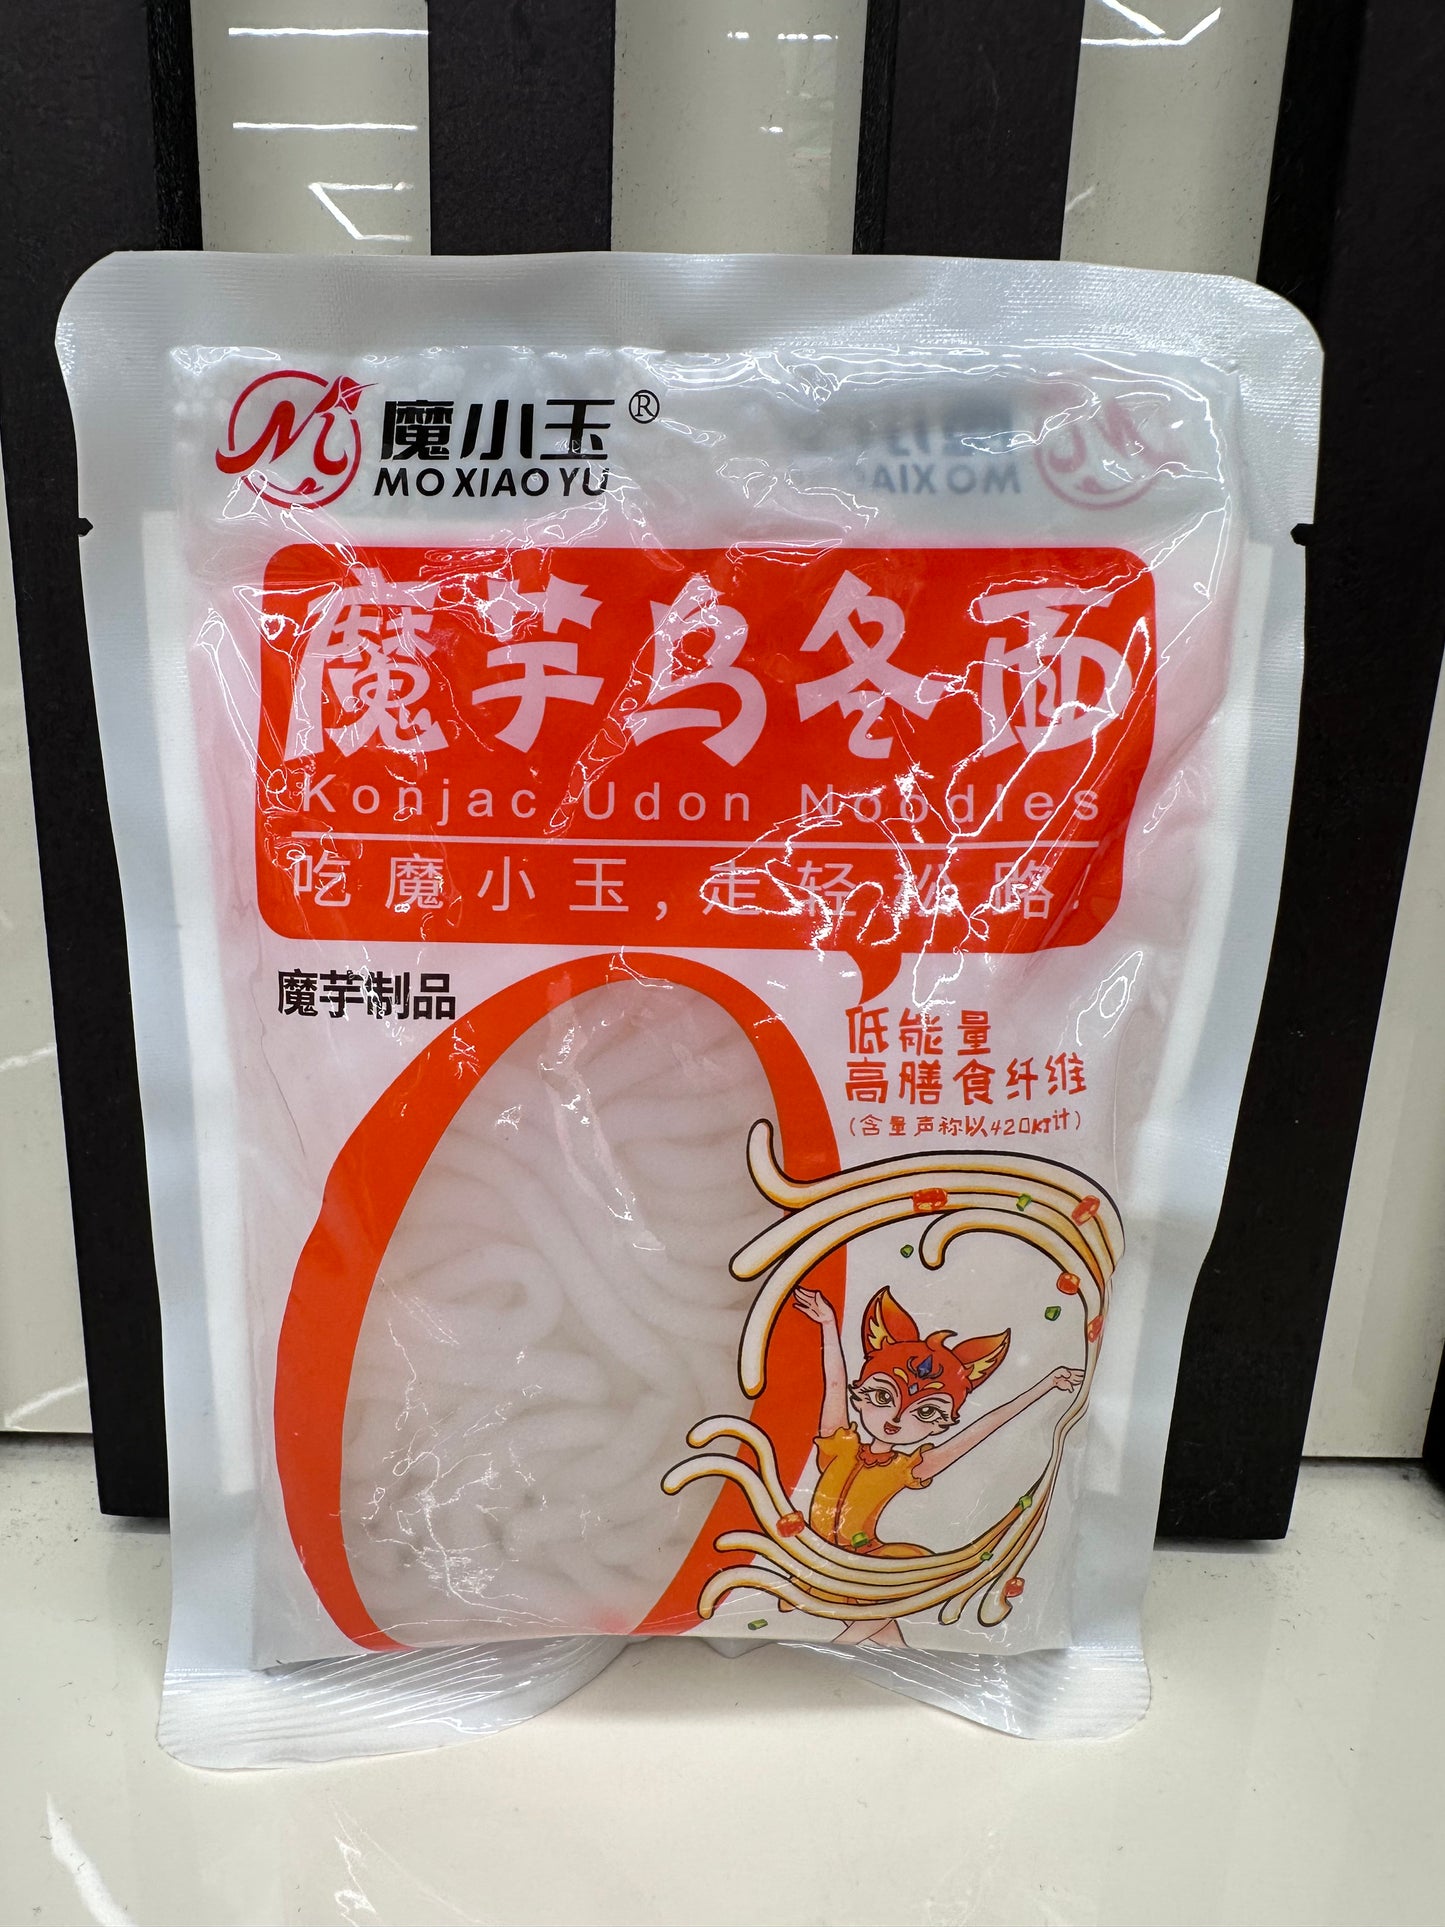 魔小玉®
MOXIAOYU
魔芋乌冬面
Konjac Udon Noodles
吃魔小玉,走轻松路
魔芋制品
低能量
高膳食纤维
(含量声称以420KJ计)